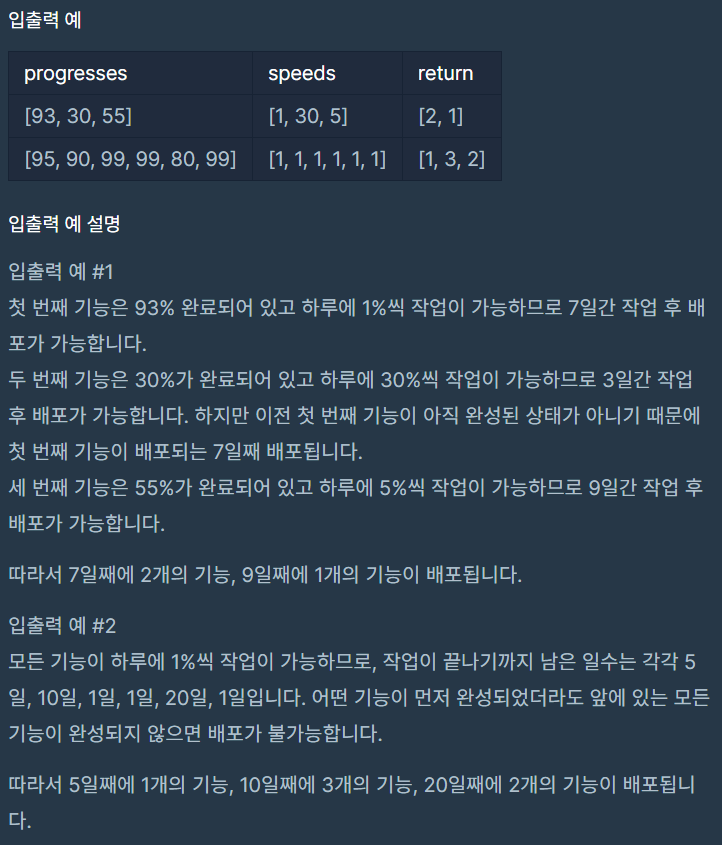 입출력 예
progresses speeds return
[93, 30, 55] [1, 30, 5] [2, 1]
[95, 90, 99, 99, 80, 99] [1, 1, 1, 1, 1, 1] [1, 3, 2]
입출력 예 설명
입출력 예 #1
첫 번째 기능은 93% 완료되어 있고 하루에 1%씩 작업이 가능하므로 7일간 작업 후 배
포가 가능합니다.
두 번째 기능은 30%가 완료되어 있고 하루에 30%씩 작업이 가능하므로 3일간 작업
후 배포가 가능합니다. 하지만 이전 첫 번째 기능이 아직 완성된 상태가 아니기 때문에
첫 번째 기능이 배포되는 7일째 배포됩니다.
세 번째 기능은 55%가 완료되어 있고 하루에 5%씩 작업이 가능하므로 9일간 작업 후
배포가 가능합니다.
따라서 7일째에 2개의 기능, 9일째에 1개의 기능이 배포됩니다.
입출력 예 #2
모든 기능이 하루에 1%씩 작업이 가능하므로, 작업이 끝나기까지 남은 일수는 각각 5
일, 10일, 1일, 1일, 20일, 1일입니다. 어떤 기능이 먼저 완성되었더라도 앞에 있는 모든
기능이 완성되지 않으면 배포가 불가능합니다.
따라서 5일째에 1개의 기능, 10일째에 3개의 기능, 20일째에 2개의 기능이 배포됩니
다.